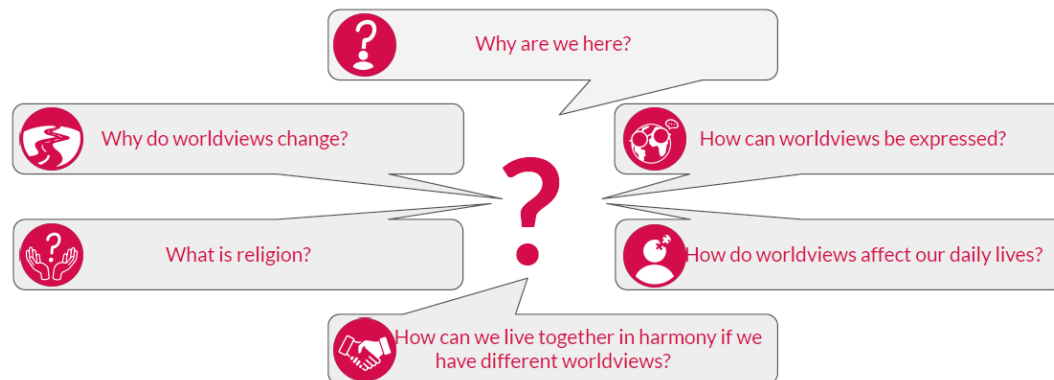 Why are we here?
Why do worldviews change?
How can worldviews be expressed?
?
What is religion?
How do worldviews affect our daily lives?
How can we live together in harmony if we
have different worldviews?